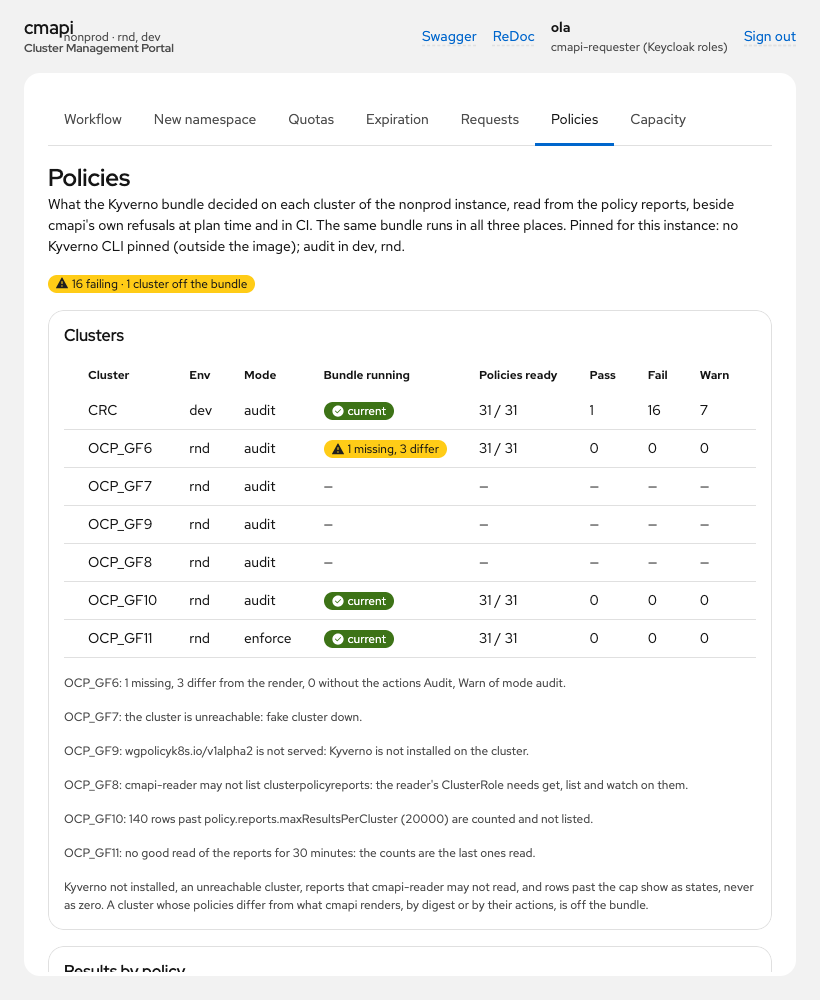 cmapi
nonprod · rnd, dev
Cluster Management Portal
Swagger
ReDoc
ola
cmapi-requester (Keycloak roles)
Sign out
Workflow
New namespace
Quotas
Expiration
Requests
Policies
Capacity
Policies
What the Kyverno bundle decided on each cluster of the nonprod instance, read from the policy reports, beside
cmapi's own refusals at plan time and in CI. The same bundle runs in all three places. Pinned for this instance: no
Kyverno CLI pinned (outside the image); audit in dev, rnd.
16 failing · 1 cluster off the bundle
Clusters
Cluster Env Mode Bundle running Policies ready Pass Fail Warn
CRC dev audit current 31 / 31 1 16 7
OCP_GF6 rnd audit 1 missing, 3 differ 31 / 31 0 0 0
OCP_GF7 rnd audit – – – – –
OCP_GF9 rnd audit – – – – –
OCP_GF8 rnd audit – – – – –
OCP_GF10 rnd audit current 31 / 31 0 0 0
OCP_GF11 rnd enforce current 31 / 31 0 0 0
OCP_GF6: 1 missing, 3 differ from the render, 0 without the actions Audit, Warn of mode audit.
OCP_GF7: the cluster is unreachable: fake cluster down.
OCP_GF9: wgpolicyk8s.io/v1alpha2 is not served: Kyverno is not installed on the cluster.
OCP_GF8: cmapi-reader may not list clusterpolicyreports: the reader's ClusterRole needs get, list and watch on them.
OCP_GF10: 140 rows past policy.reports.maxResultsPerCluster (20000) are counted and not listed.
OCP_GF11: no good read of the reports for 30 minutes: the counts are the last ones read.
Kyverno not installed, an unreachable cluster, reports that cmapi-reader may not read, and rows past the cap show as states, never
as zero. A cluster whose policies differ from what cmapi renders, by digest or by their actions, is off the bundle.
Results by policy